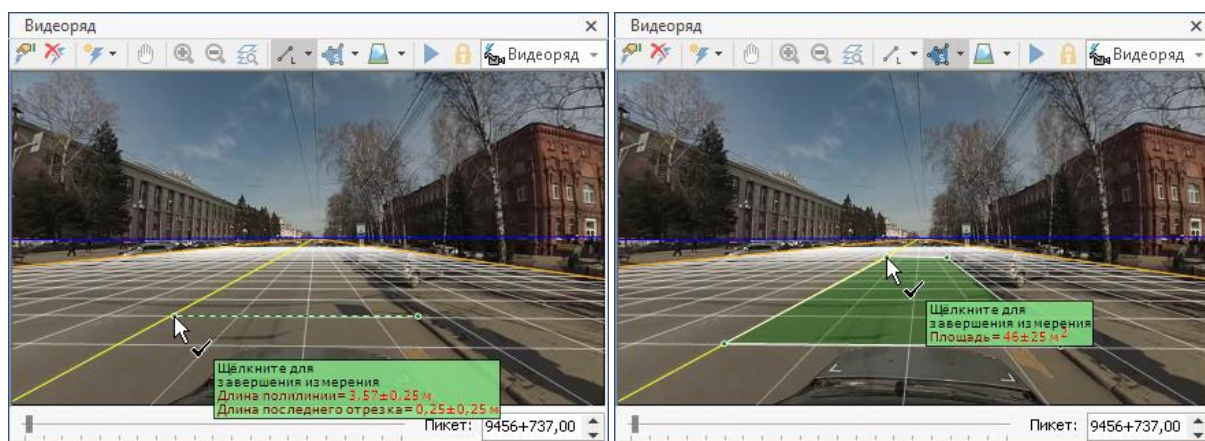 Видеоряд
L
Видеоряд
Щёлкните для
завершения измерения
Длина полилинии= 3,57±0,25 м
Длина последнего отрезка= 0,25±0,25 м
Пикет: 9456+737,00
Видеоряд
L
Видеоряд
Щёлкните для
завершения измерения
Площадь= 46±25 м²
Пикет: 9456+737,00